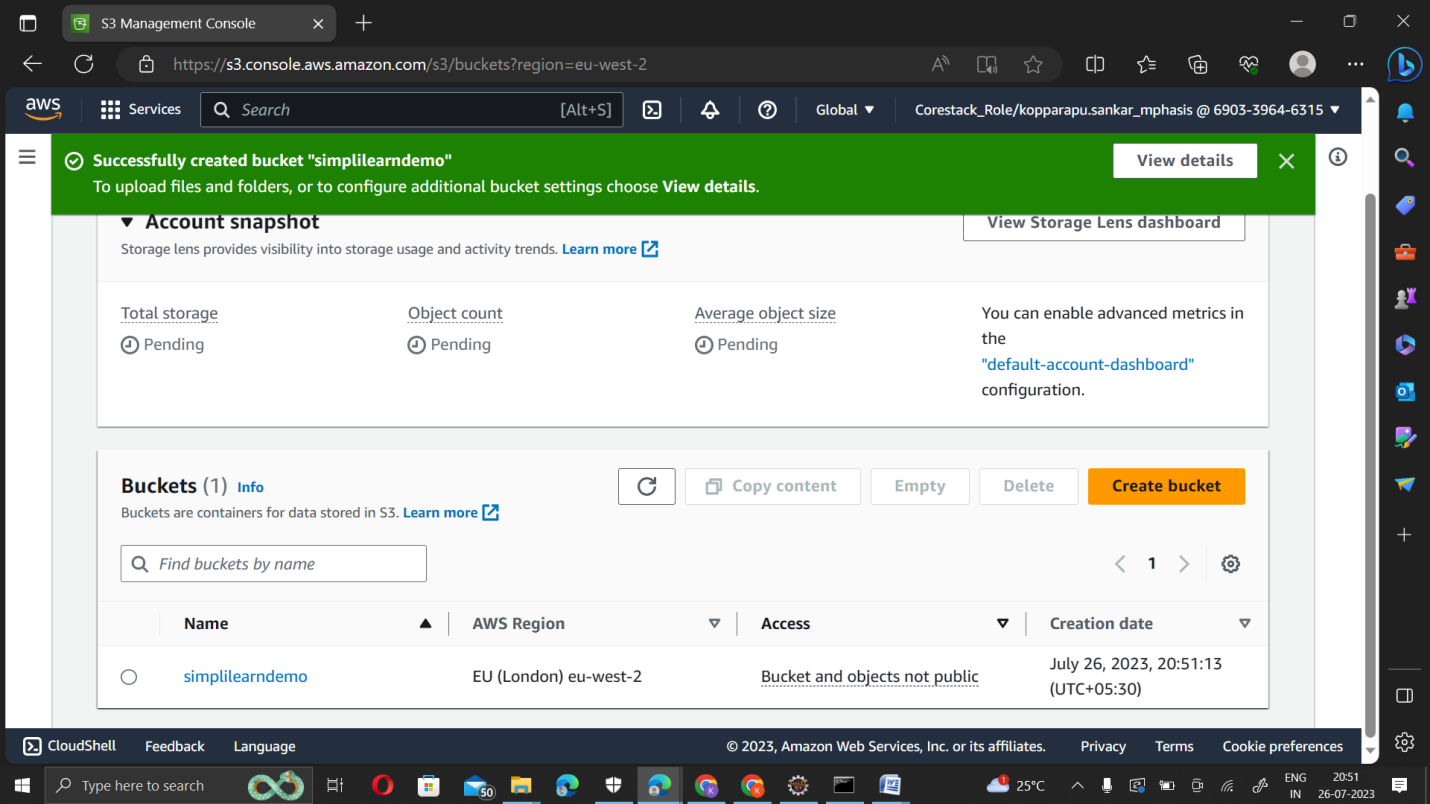 S3 Management Console
https://s3.console.aws.amazon.com/s3/buckets?region=eu-west-2
aws
Services
Search
[Alt+S]
Global
Corestack_Role/kopparapu.sankar_mphasis @ 6903-3964-6315
Successfully created bucket "simplilearndemo"
To upload files and folders, or to configure additional bucket settings choose View details.
View details
Account snapshot
View Storage Lens dashboard
Storage lens provides visibility into storage usage and activity trends. Learn more
Total storage
Pending
Object count
Pending
Average object size
Pending
You can enable advanced metrics in
the
"default-account-dashboard"
configuration.
Buckets (1) Info
Buckets are containers for data stored in S3. Learn more
Copy content
Empty
Delete
Create bucket
Find buckets by name
1
Name
AWS Region
Access
Creation date
simplilearndemo
EU (London) eu-west-2
Bucket and objects not public
July 26, 2023, 20:51:13
(UTC+05:30)
CloudShell
Feedback
Language
© 2023, Amazon Web Services, Inc. or its affiliates.
Privacy
Terms
Cookie preferences
Type here to search
50
1
25°C
ENG
IN
20:51
26-07-2023